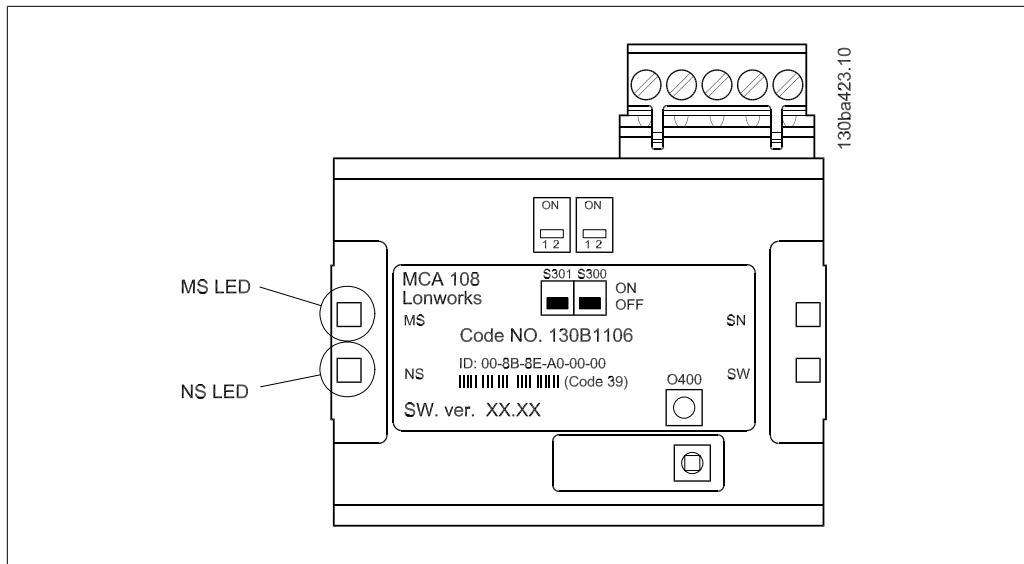 130ba423.10
ON ON
1 2 1 2
MCA 108
Lonworks
S301 S300
ON
OFF
MS LED
MS
SN
Code NO. 130B1106
NS LED
NS
ID: 00-8B-8E-A0-00-00
(Code 39)
SW
O400
SW. ver. XX.XX